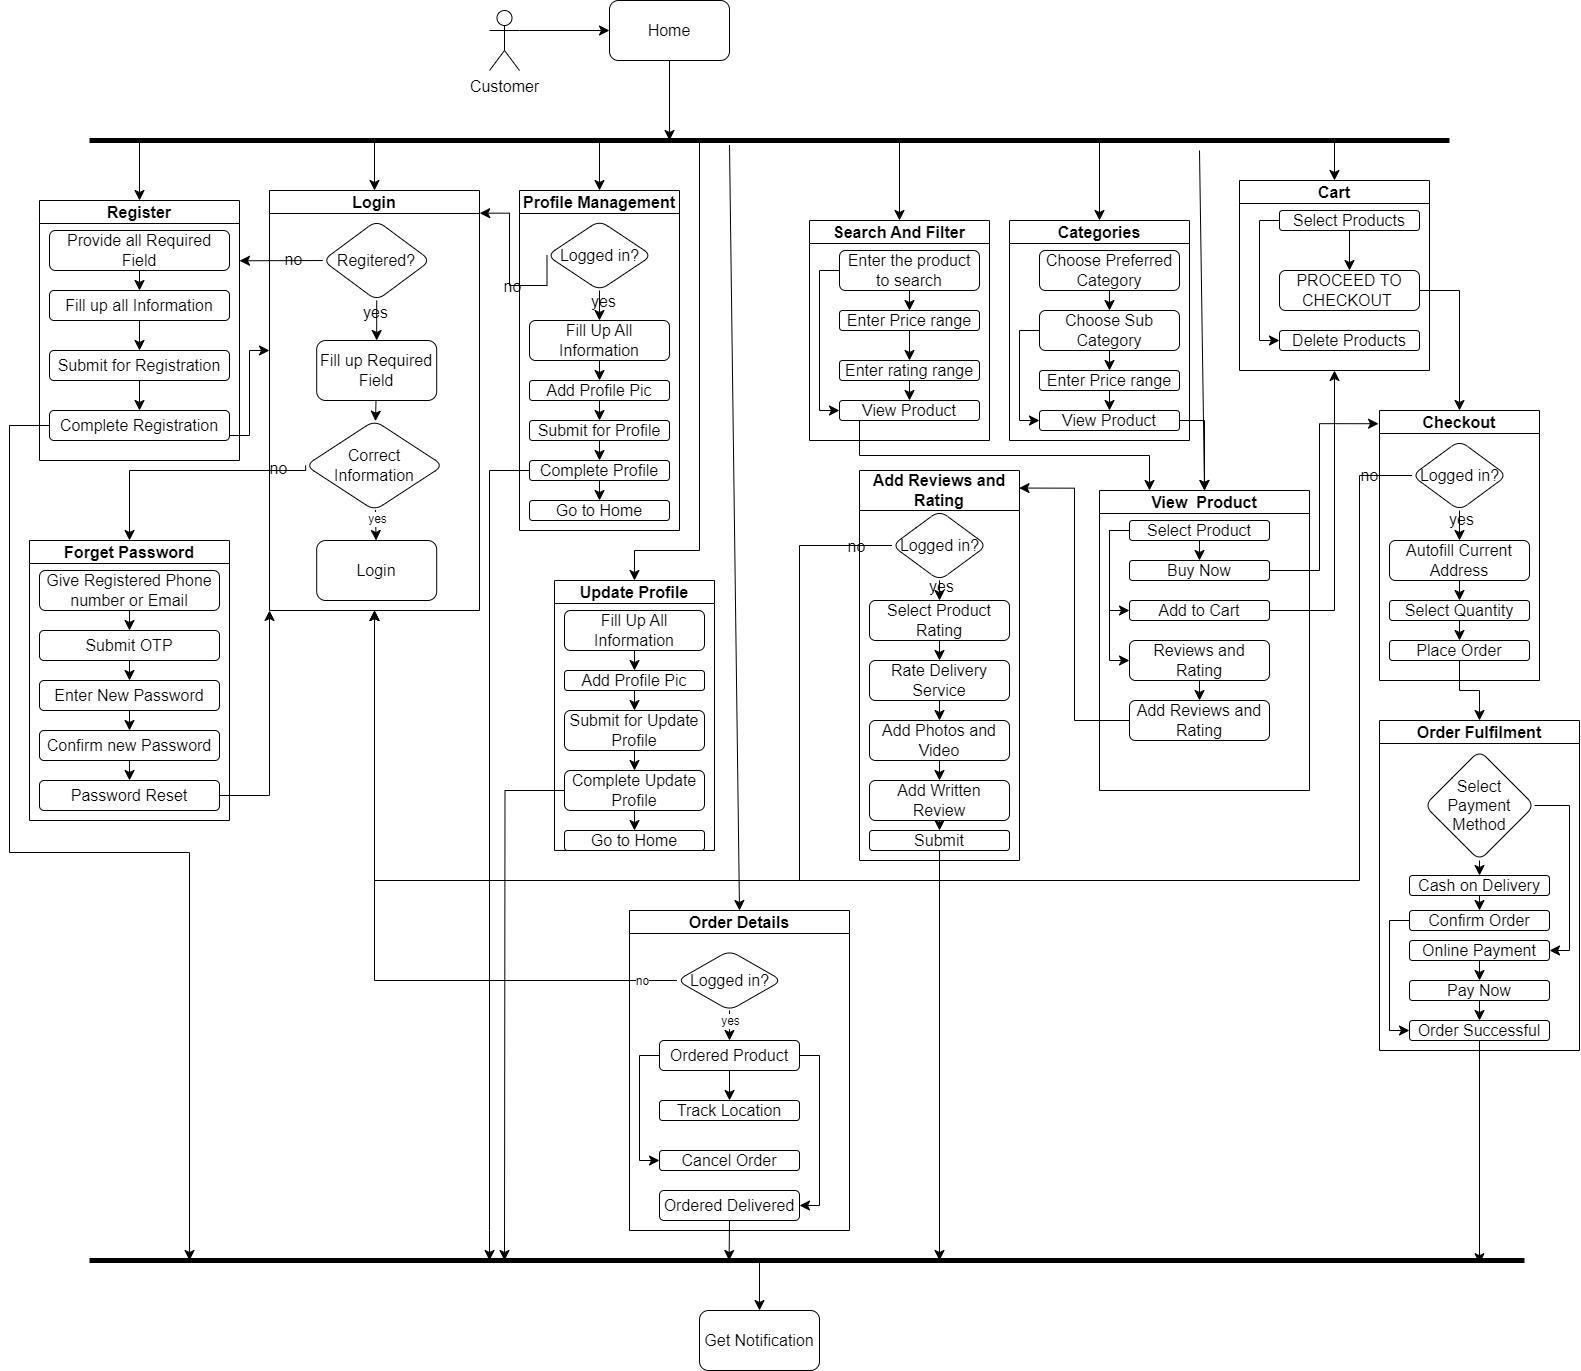 Home
Customer
Register
Provide all Required
Field
Fill up all Information
Submit for Registration
Complete Registration
Login
Regitered?
no
yes
Fill up Required
Field
Correct
Information
no
yes
Login
Forget Password
Give Registered Phone
number or Email
Submit OTP
Enter New Password
Confirm new Password
Password Reset
Profile Management
Logged in?
no
yes
Fill Up All
Information
Add Profile Pic
Submit for Profile
Complete Profile
Go to Home
Update Profile
Fill Up All
Information
Add Profile Pic
Submit for Update
Profile
Complete Update
Profile
Go to Home
Search And Filter
Enter the product
to search
Enter Price range
Enter rating range
View Product
Categories
Choose Preferred
Category
Choose Sub
Category
Enter Price range
View Product
Cart
Select Products
PROCEED TO
CHECKOUT
Delete Products
Add Reviews and
Rating
Logged in?
no
yes
Select Product
Rating
Rate Delivery
Service
Add Photos and
Video
Add Written
Review
Submit
View Product
Select Product
Buy Now
Add to Cart
Reviews and
Rating
Add Reviews and
Rating
Checkout
Logged in?
no
yes
Autofill Current
Address
Select Quantity
Place Order
Order Fulfilment
Select
Payment
Method
Cash on Delivery
Confirm Order
Online Payment
Pay Now
Order Successful
Order Details
Logged in?
no
yes
Ordered Product
Track Location
Cancel Order
Ordered Delivered
Get Notification